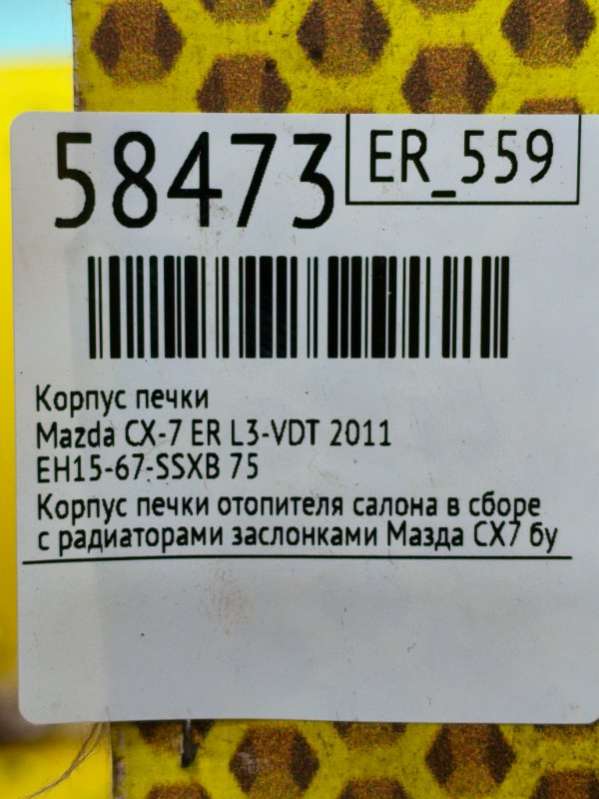 58473
ER_559
Корпус печки
Mazda CX-7 ER L3-VDT 2011
EH15-67-SSXB 75
Корпус печки отопителя салона в сборе
с радиаторами заслонками Мазда СХ7 бу